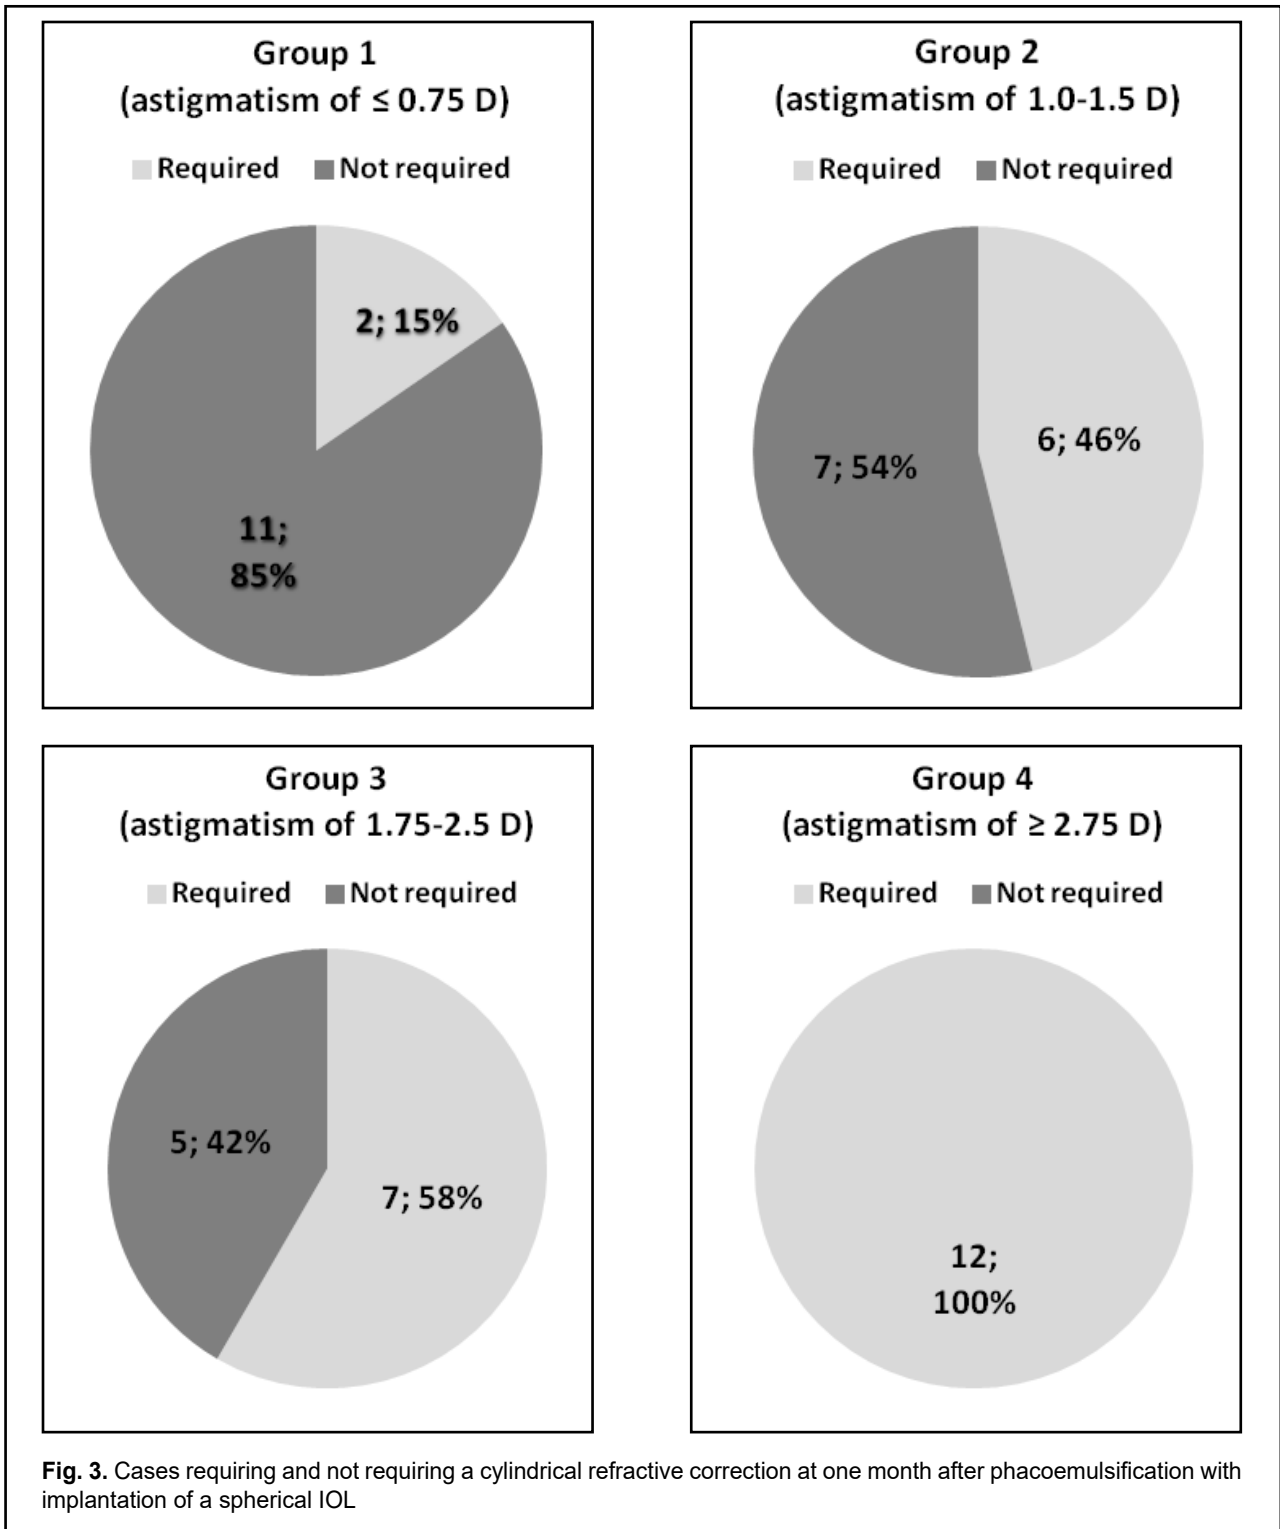 Group 1
(astigmatism of ≤ 0.75 D)
Required Not required
2; 15%
11;
85%
Group 2
(astigmatism of 1.0-1.5 D)
Required Not required
6; 46%
7; 54%
Group 3
(astigmatism of 1.75-2.5 D)
Required Not required
5; 42%
7; 58%
Group 4
(astigmatism of ≥ 2.75 D)
Required Not required
12;
100%
Fig. 3. Cases requiring and not requiring a cylindrical refractive correction at one month after phacoemulsification with
implantation of a spherical IOL